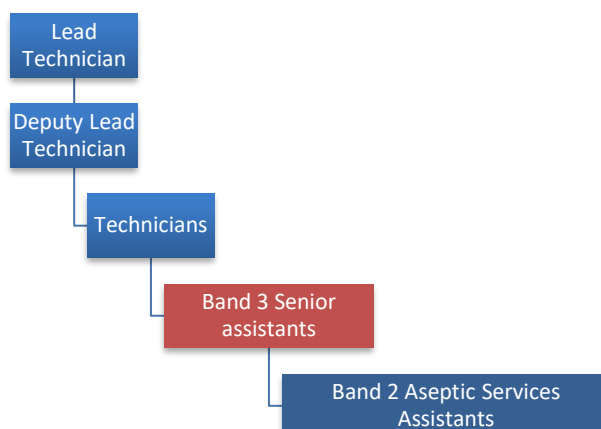 Lead
Technician
Deputy Lead
Technician
Technicians
Band 3 Senior
assistants
Band 2 Aseptic Services
Assistants